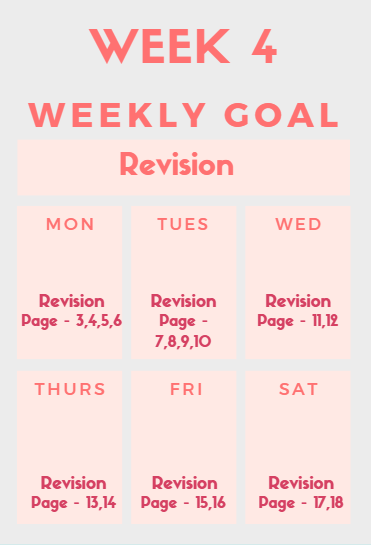 WEEK 4
WEEKLY GOAL
Revision
MON
Revision
Page - 3,4,5,6
TUES
Revision
Page -
7,8,9,10
WED
Revision
Page - 11,12
THURS
Revision
Page - 13,14
FRI
Revision
Page - 15,16
SAT
Revision
Page - 17,18